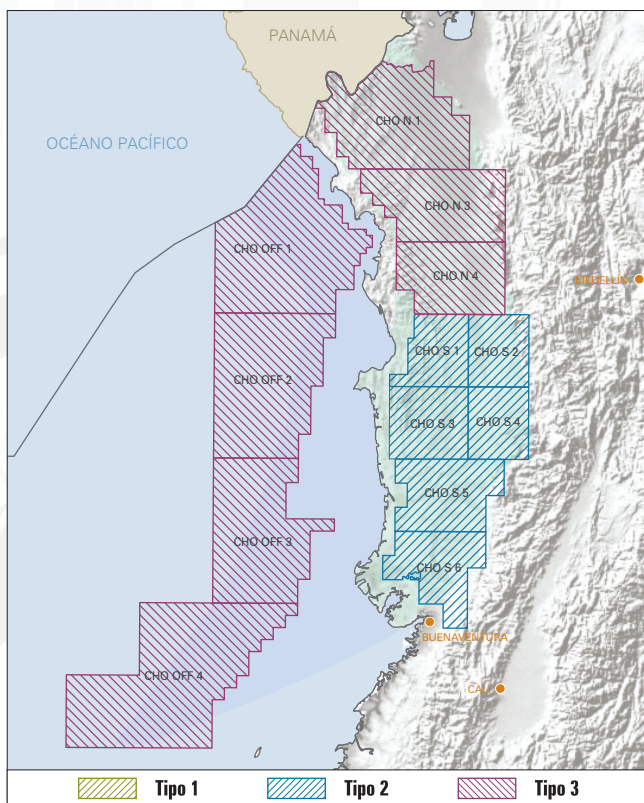 PANAMÁ
OCÉANO PACÍFICO
CHO N 1
CHO N 3
CHO OFF 1
CHO N 4
MEDELLIN
CHO S 1
CHO S 2
CHO OFF 2
CHO S 3
CHO S 4
CHO S 5
CHO OFF 3
CHO S 6
BUENAVENTURA
CHO OFF 4
CALI
Tipo 1
Tipo 2
Tipo 3